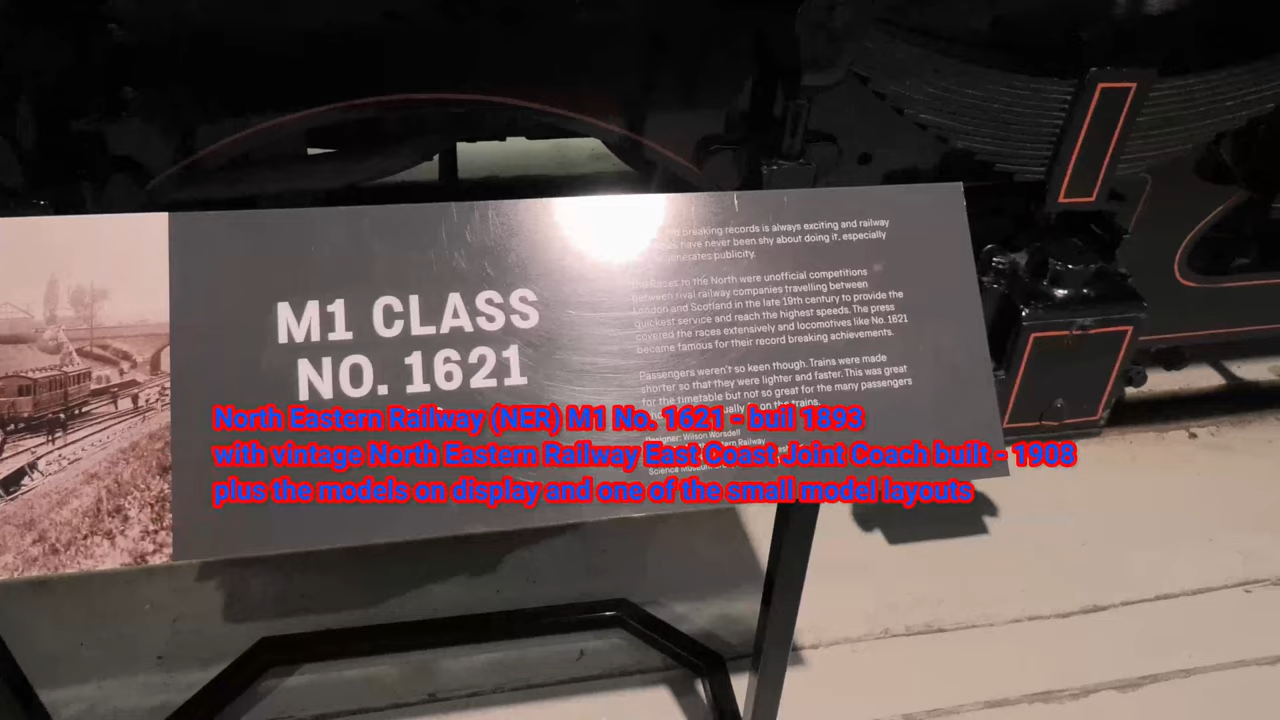 M1 CLASS
NO. 1621
breaking records is always exciting and railway
have never been shy about doing it, especially
generates publicity.
The Races to the North were unofficial competitions
between rival railway companies travelling between
London and Scotland in the late 19th century to provide the
quickest service and reach the highest speeds. The press
covered the races extensively and locomotives like No. 1621
became famous for their record breaking achievements.
Passengers weren't so keen though. Trains were made
shorter so that they were lighter and faster. This was great
for the timetable but not so great for the many passengers
on the trains.
Designer: Wilson Worsdell
Railway
Science Museum
North Eastern Railway (NER) M1 No. 1621 - buil 1893
with vintage North Eastern Railway East Coast Joint Coach built - 1908
plus the models on display and one of the small model layouts